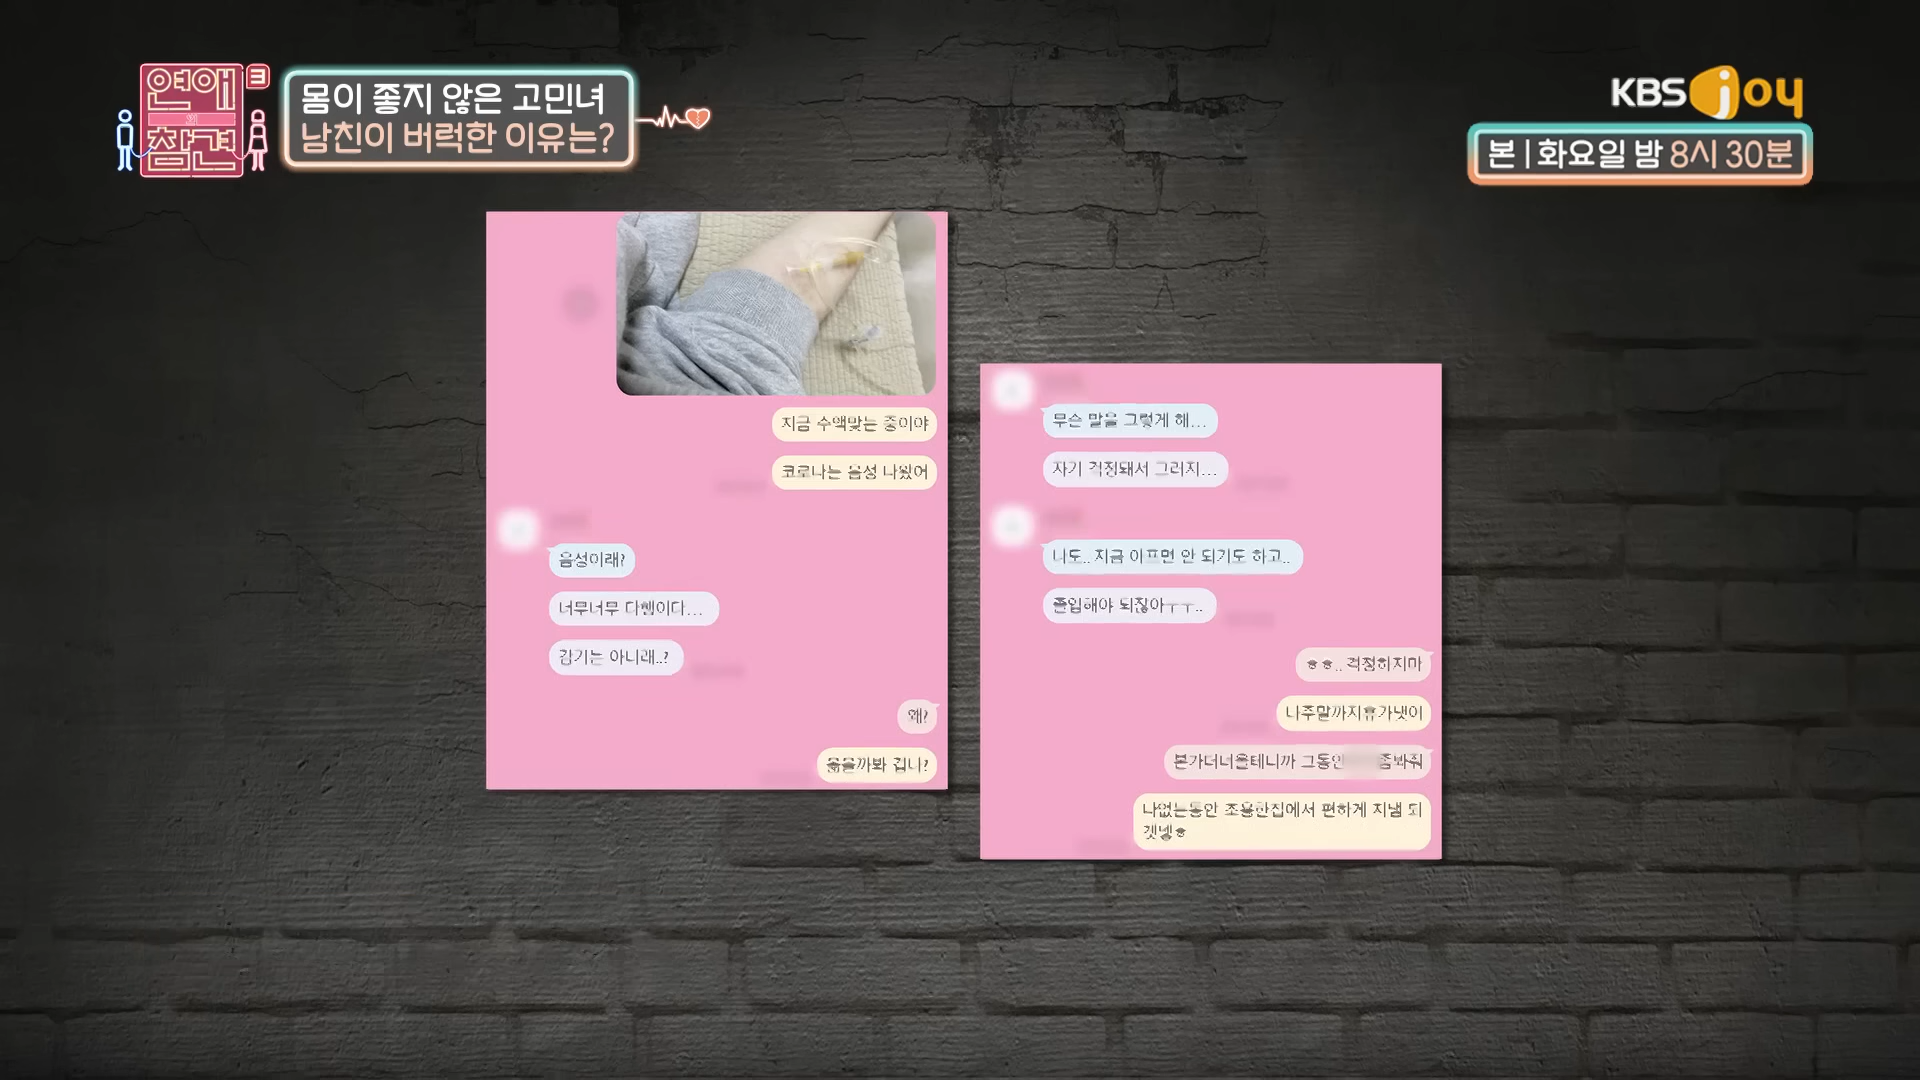 연애의 참견 3
몸이 좋지 않은 고민녀
남친이 버럭한 이유는?
KBS joy
본 | 화요일 밤 8시 30분
지금 수액맞는 중이야
코로나는 음성 나왔어
음성이래?
너무너무 다행이다...
감기는 아니래..?
왜?
옮을까봐 겁나?
무슨 말을 그렇게 해...
자기 걱정돼서 그러지...
나도.. 지금 아프면 안 되기도 하고..
졸업해야 되잖아ㅜㅜ..
ㅎㅎ.. 걱정하지마
나주말까지휴가냇어
본가더너올테니까 그동안 좀봐줘
나없는동안 조용한집에서 편하게 지냄 되
겟넹ㅎ